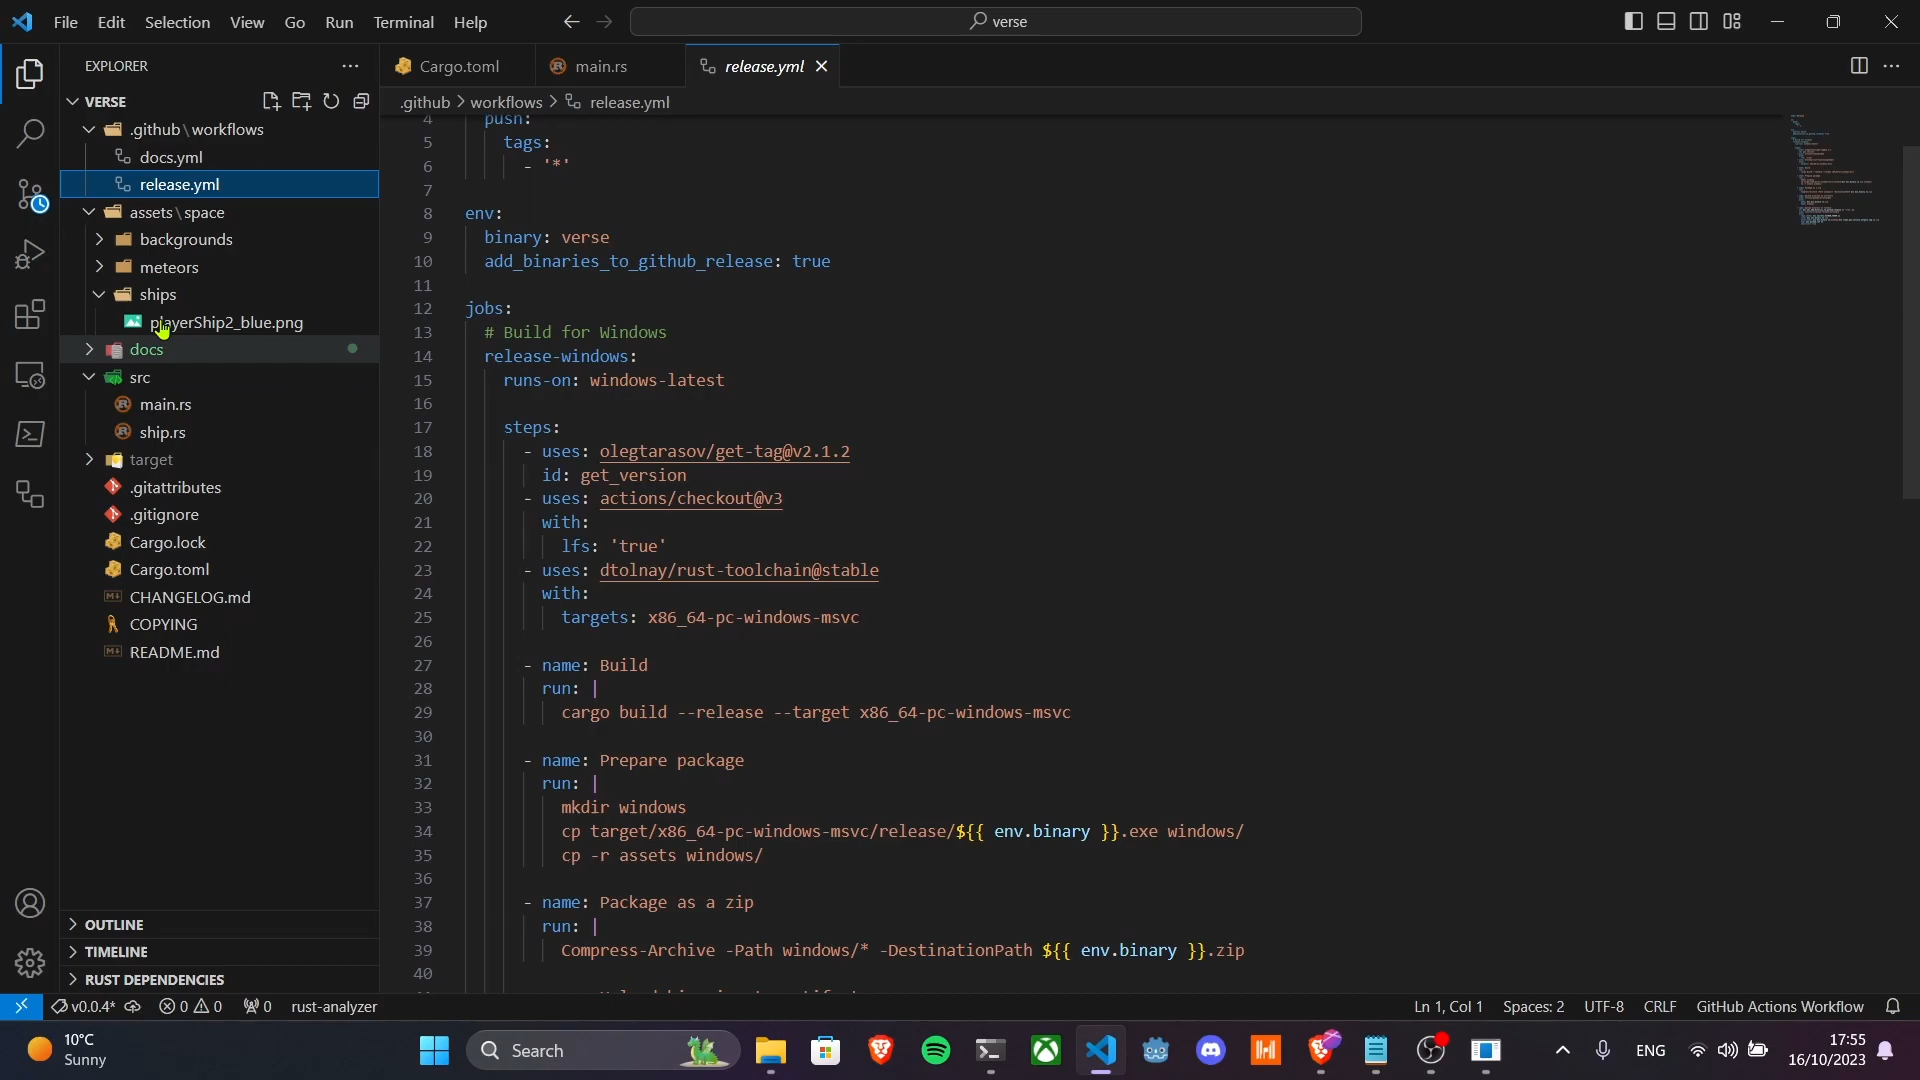 File Edit Selection View Go Run Terminal Help
verse
EXPLORER
Cargo.toml
main.rs
release.yml
VERSE
.github > workflows > release.yml
.github\workflows
docs.yml
release.yml
assets\space
backgrounds
meteors
ships
playerShip2_blue.png
docs
src
main.rs
ship.rs
target
.gitattributes
.gitignore
Cargo.lock
Cargo.toml
CHANGELOG.md
COPYING
README.md
OUTLINE
TIMELINE
RUST DEPENDENCIES
4 push:
5 tags:
6 - '*'
7
8 env:
9 binary: verse
10 add_binaries_to_github_release: true
11
12 jobs:
13 # Build for Windows
14 release-windows:
15 runs-on: windows-latest
16
17 steps:
18 - uses: olegtarasov/get-tag@v2.1.2
19 id: get_version
20 - uses: actions/checkout@v3
21 with:
22 lfs: 'true'
23 - uses: dtolnay/rust-toolchain@stable
24 with:
25 targets: x86_64-pc-windows-msvc
26
27 - name: Build
28 run: |
29 cargo build --release --target x86_64-pc-windows-msvc
30
31 - name: Prepare package
32 run: |
33 mkdir windows
34 cp target/x86_64-pc-windows-msvc/release/${{ env.binary }}.exe windows/
35 cp -r assets windows/
36
37 - name: Package as a zip
38 run: |
39 Compress-Archive -Path windows/* -DestinationPath ${{ env.binary }}.zip
40
v0.0.4* 0 0 0 rust-analyzer
Ln 1, Col 1 Spaces: 2 UTF-8 CRLF GitHub Actions Workflow
10°C
Sunny
Search
ENG
17:55
16/10/2023